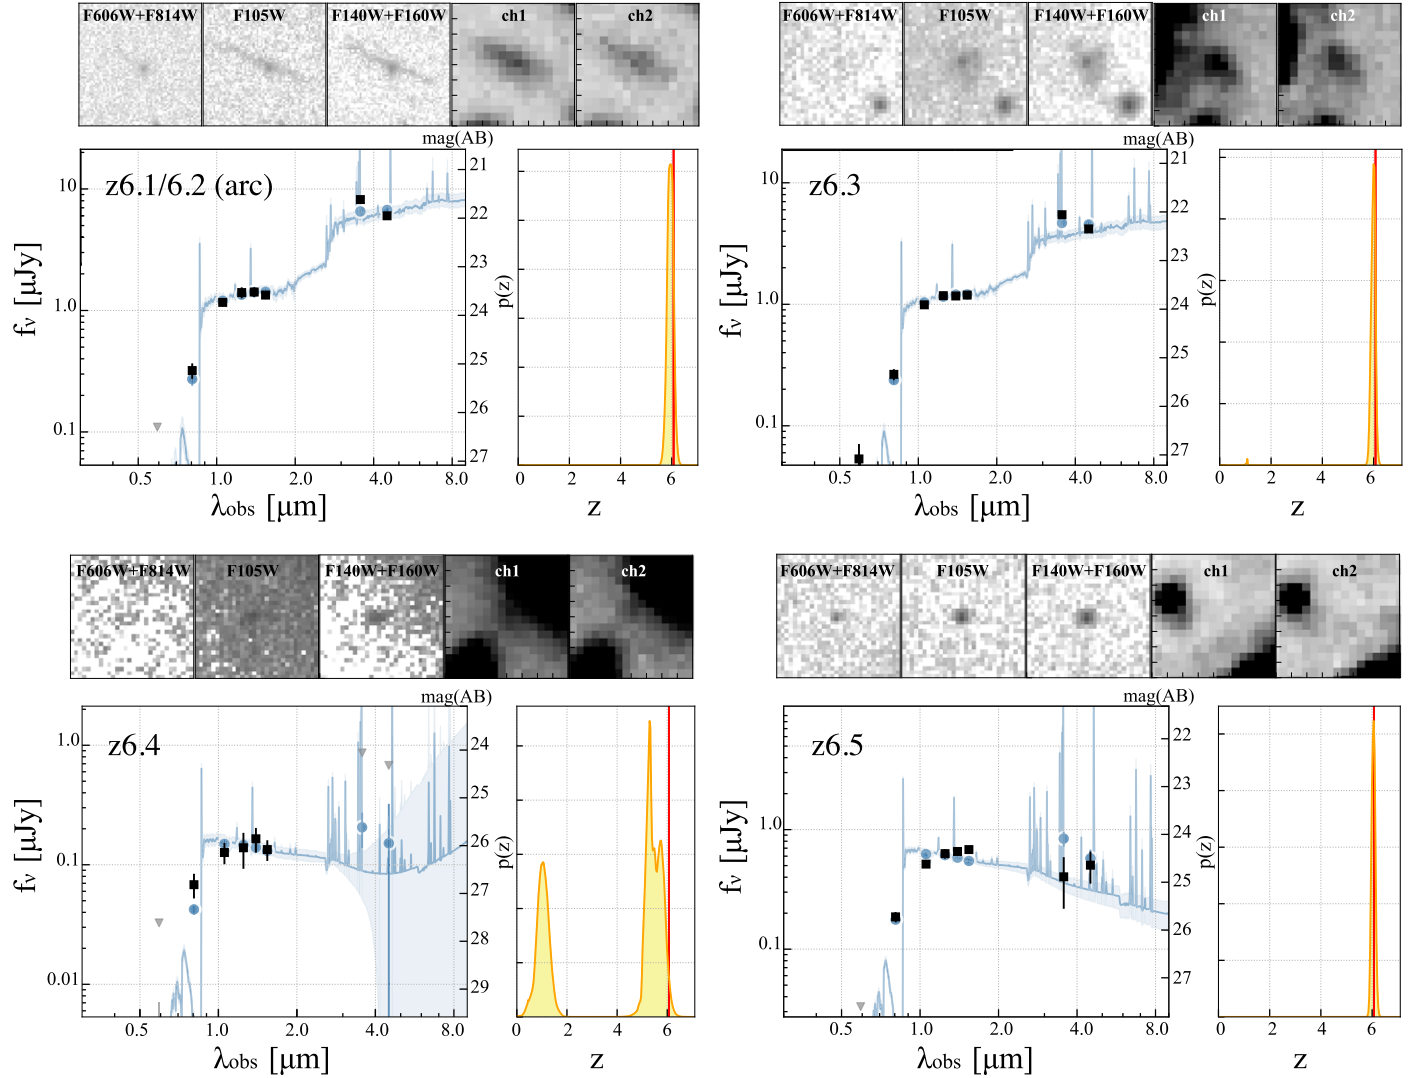 F606W+F814W F105W F140W+F160W ch1 ch2
mag(AB)
z6.1/6.2 (arc)
10
1.0
0.1
fν [μJy]
21
22
23
24
25
26
27
0.5 1.0 2.0 4.0 8.0
λobs [μm]
p(z)
0 2 4 6
z
F606W+F814W F105W F140W+F160W ch1 ch2
mag(AB)
z6.3
10
1.0
0.1
fν [μJy]
21
22
23
24
25
26
27
0.5 1.0 2.0 4.0 8.0
λobs [μm]
p(z)
0 2 4 6
z
F606W+F814W F105W F140W+F160W ch1 ch2
mag(AB)
z6.4
1.0
0.1
0.01
fν [μJy]
24
25
26
27
28
29
0.5 1.0 2.0 4.0 8.0
λobs [μm]
p(z)
0 2 4 6
z
F606W+F814W F105W F140W+F160W ch1 ch2
mag(AB)
z6.5
1.0
0.1
fν [μJy]
22
23
24
25
26
27
0.5 1.0 2.0 4.0 8.0
λobs [μm]
p(z)
0 2 4 6
z